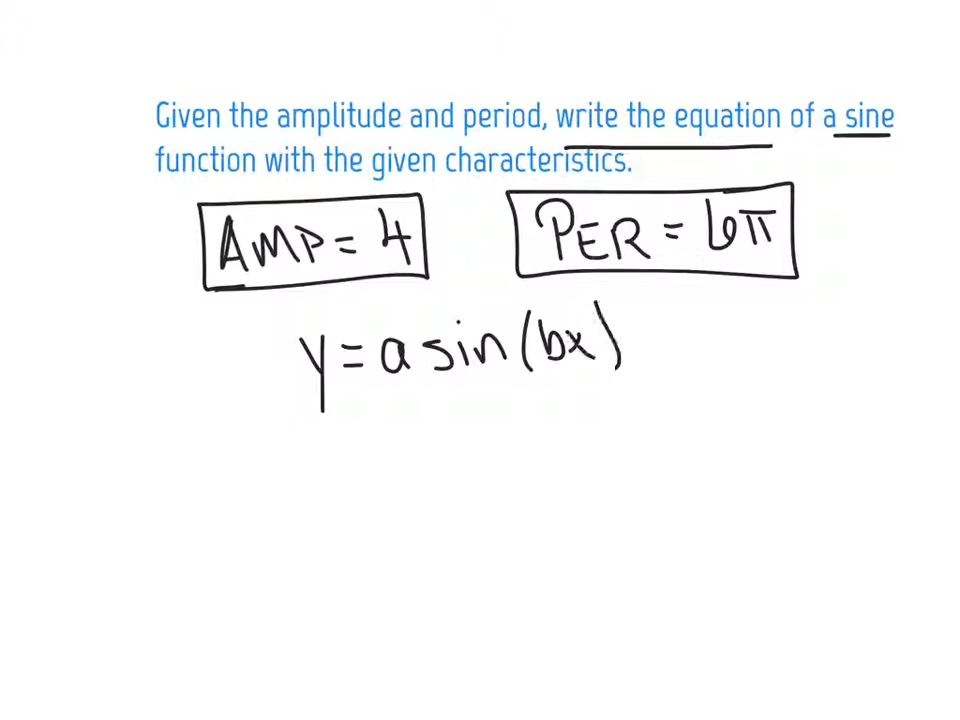 Given the amplitude and period, write the equation of a sine
function with the given characteristics.
AMP = 4 PER = 6π
y = a sin(bx)